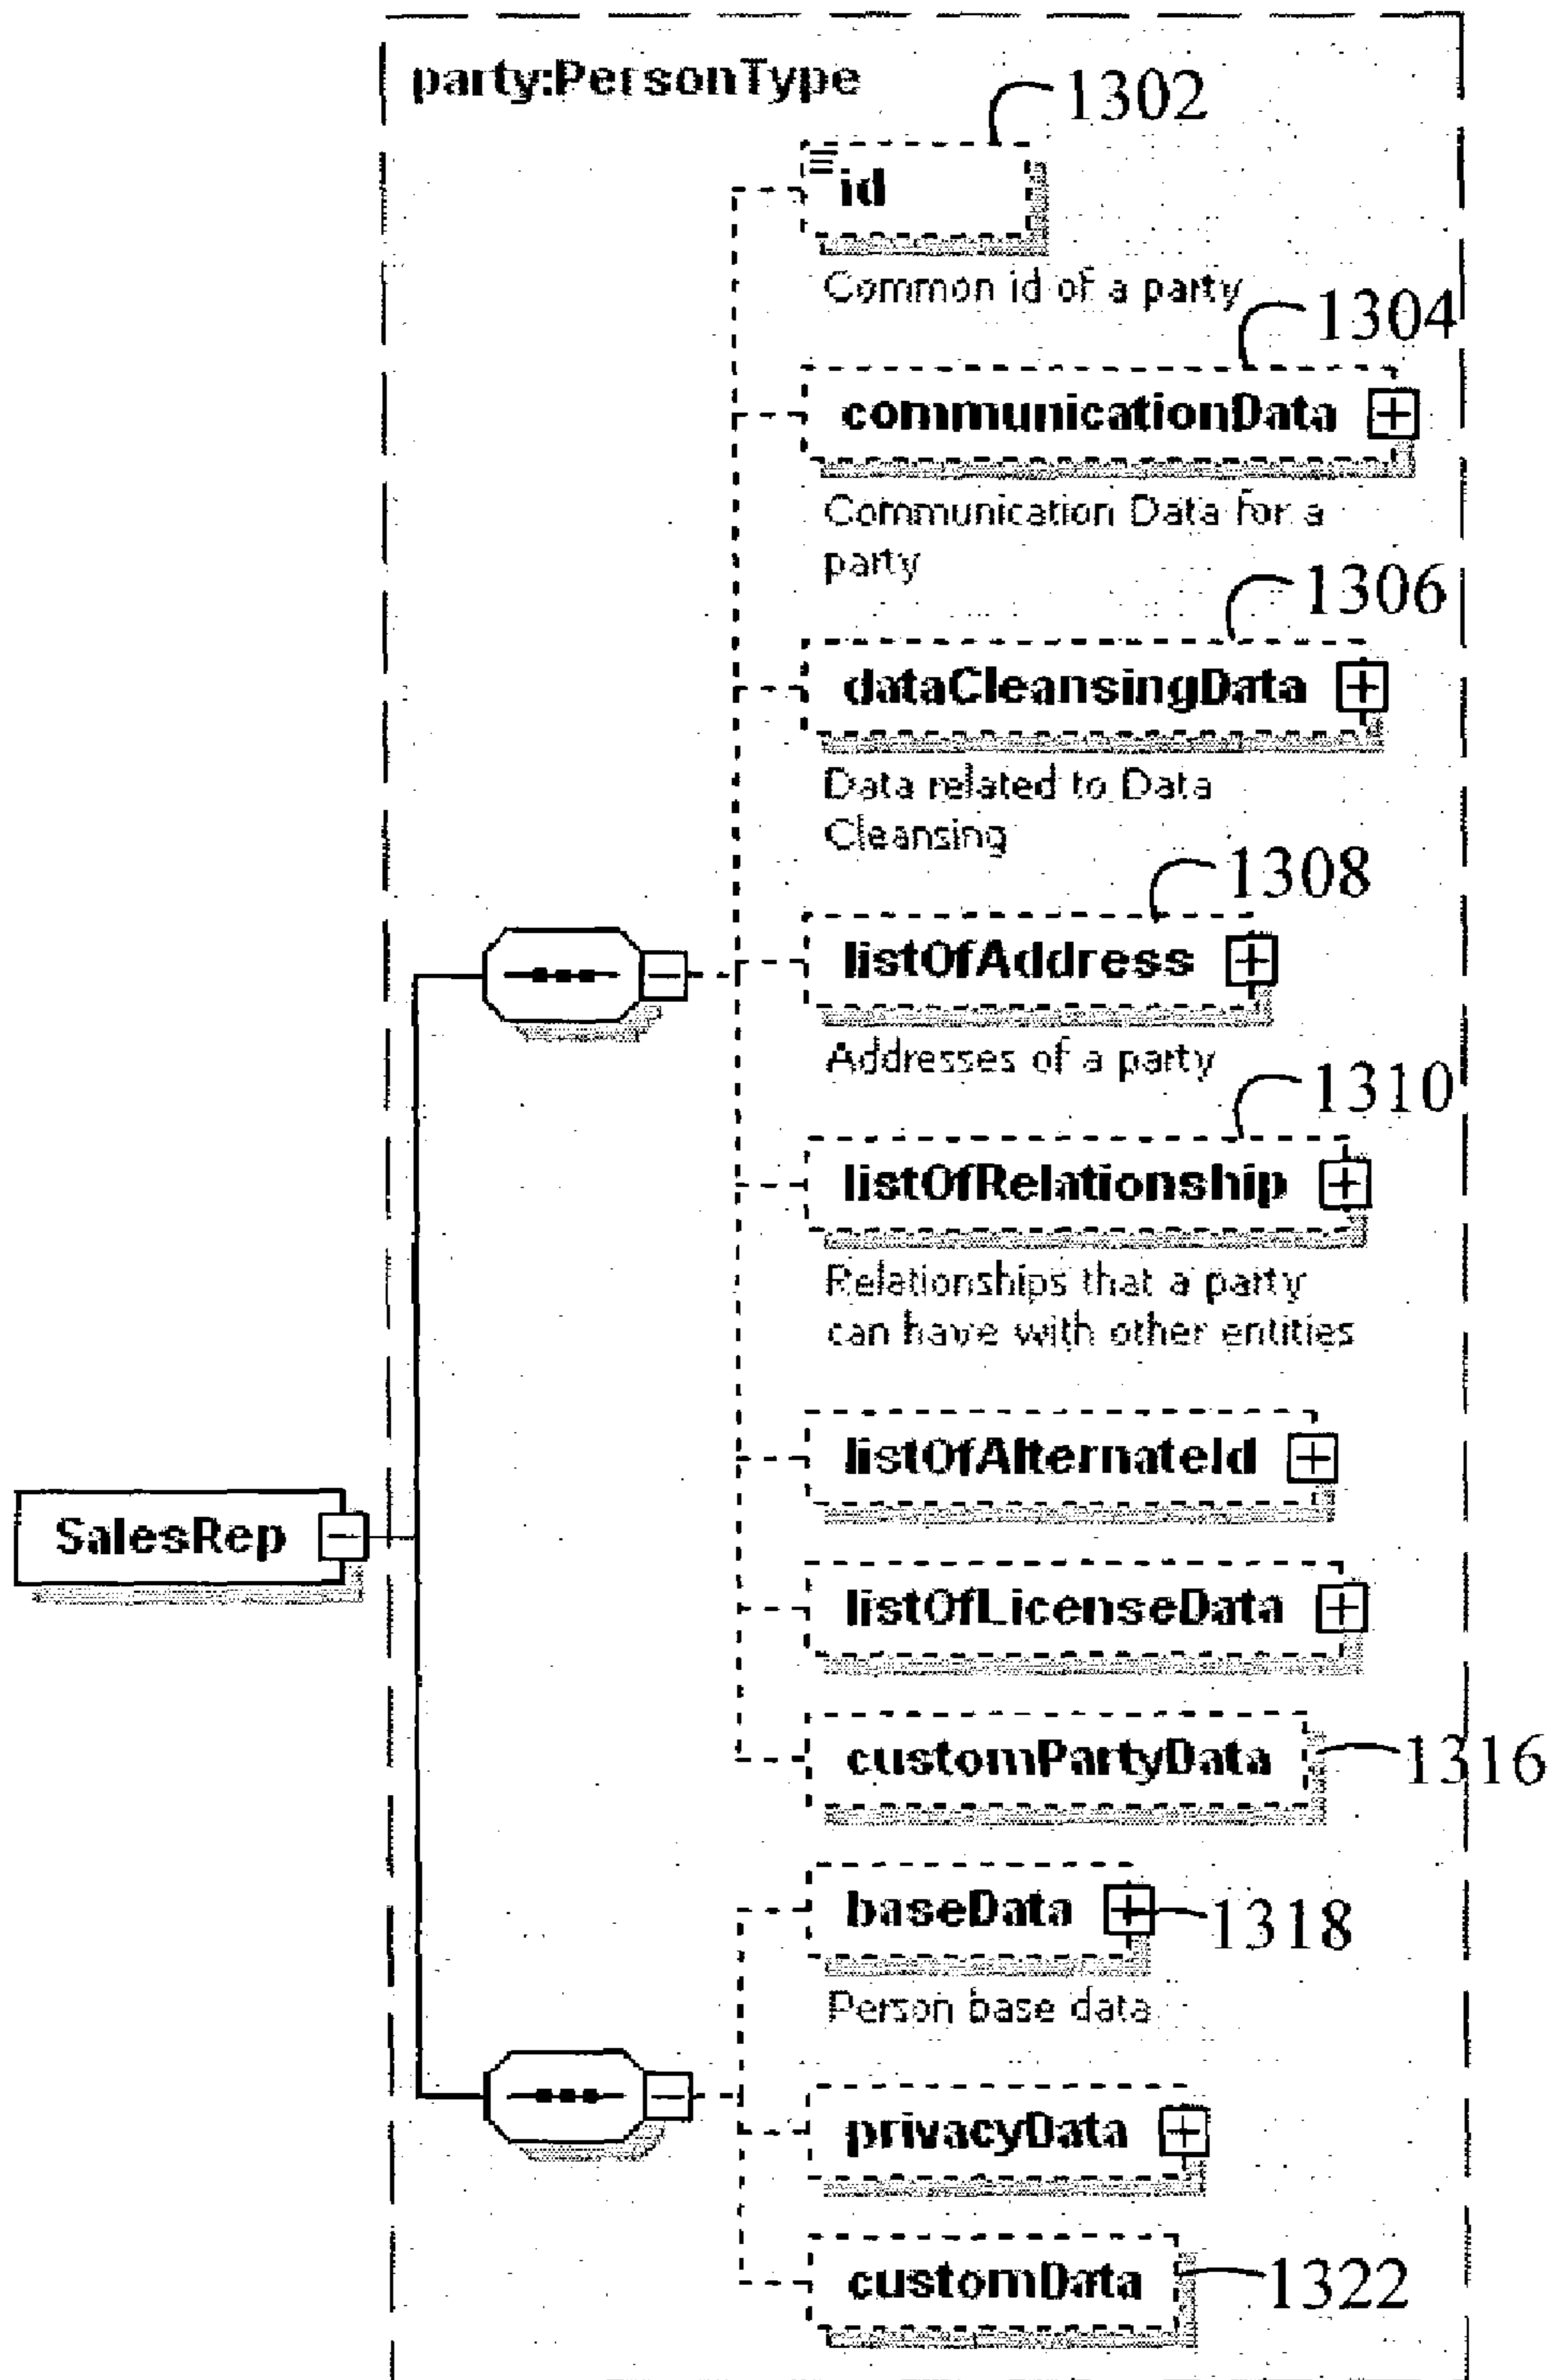 party:PersonType
1302
id
Common id of a party
1304
communicationData
Communication Data for a
party
1306
dataCleansingData
Data related to Data
Cleansing
1308
listOfAddress
Addresses of a party
1310
listOfRelationship
Relationships that a party
can have with other entities
listOfAlternateId
SalesRep
listOfLicenseData
customPartyData
1316
baseData
1318
Person base data
privacyData
customData
1322